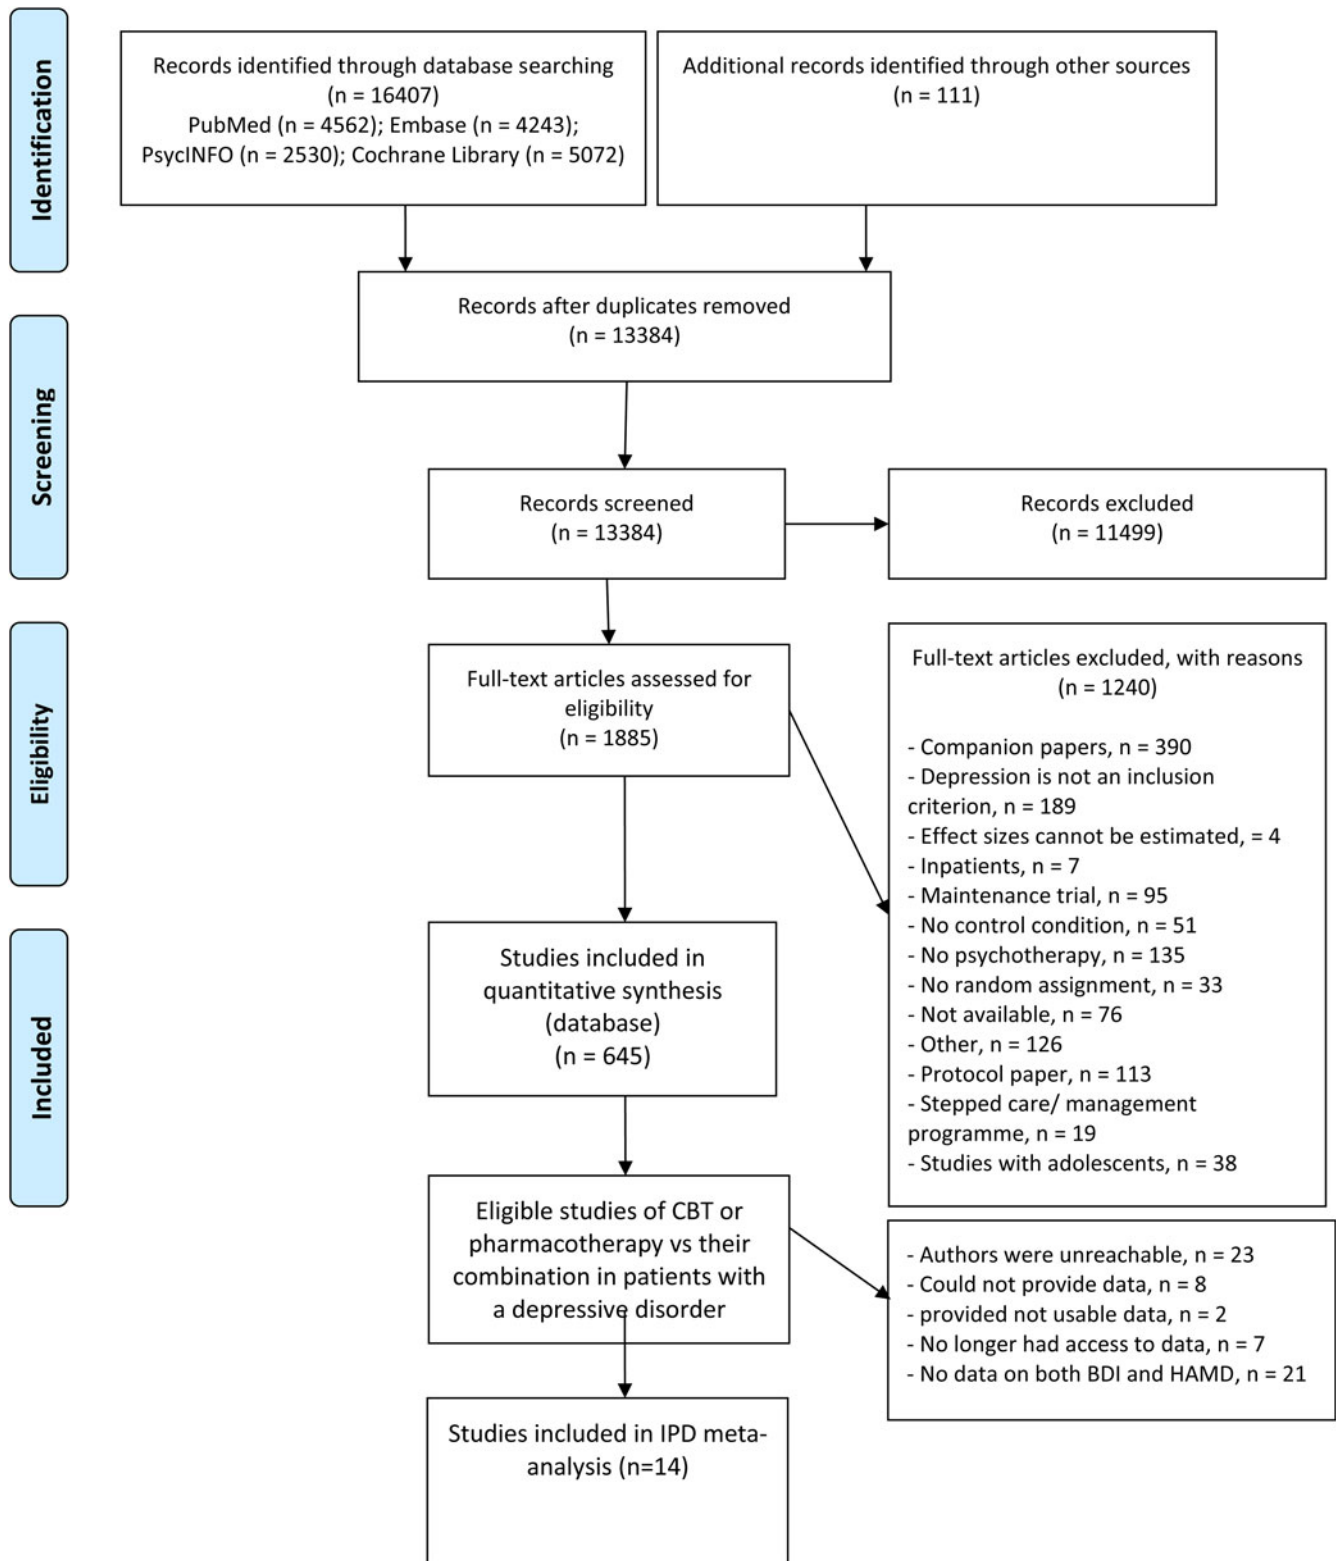 Identification
Records identified through database searching
(n = 16407)
PubMed (n = 4562); Embase (n = 4243);
PsycINFO (n = 2530); Cochrane Library (n = 5072)
Additional records identified through other sources
(n = 111)
Records after duplicates removed
(n = 13384)
Screening
Records screened
(n = 13384)
Records excluded
(n = 11499)
Eligibility
Full-text articles assessed for
eligibility
(n = 1885)
Full-text articles excluded, with reasons
(n = 1240)
- Companion papers, n = 390
- Depression is not an inclusion
criterion, n = 189
- Effect sizes cannot be estimated, = 4
- Inpatients, n = 7
- Maintenance trial, n = 95
- No control condition, n = 51
- No psychotherapy, n = 135
- No random assignment, n = 33
- Not available, n = 76
- Other, n = 126
- Protocol paper, n = 113
- Stepped care/ management
programme, n = 19
- Studies with adolescents, n = 38
Included
Studies included in
quantitative synthesis
(database)
(n = 645)
Eligible studies of CBT or
pharmacotherapy vs their
combination in patients with
a depressive disorder
- Authors were unreachable, n = 23
- Could not provide data, n = 8
- provided not usable data, n = 2
- No longer had access to data, n = 7
- No data on both BDI and HAMD, n = 21
Studies included in IPD meta-
analysis (n=14)